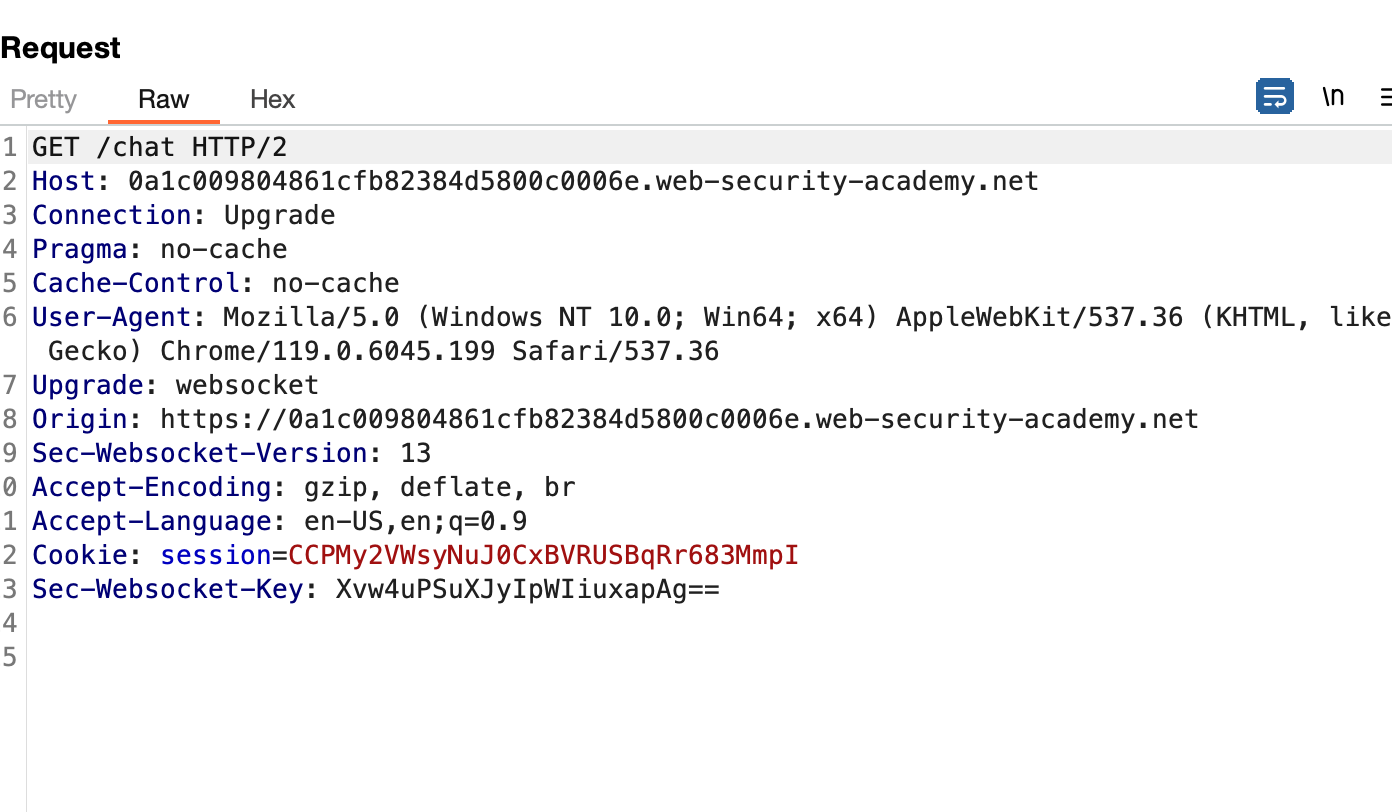 Request
Pretty Raw Hex \n
1 GET /chat HTTP/2
2 Host: 0a1c009804861cfb82384d5800c0006e.web-security-academy.net
3 Connection: Upgrade
4 Pragma: no-cache
5 Cache-Control: no-cache
6 User-Agent: Mozilla/5.0 (Windows NT 10.0; Win64; x64) AppleWebKit/537.36 (KHTML, like
Gecko) Chrome/119.0.6045.199 Safari/537.36
7 Upgrade: websocket
8 Origin: https://0a1c009804861cfb82384d5800c0006e.web-security-academy.net
9 Sec-Websocket-Version: 13
0 Accept-Encoding: gzip, deflate, br
1 Accept-Language: en-US,en;q=0.9
2 Cookie: session=CCPMy2VWsyNuJ0CxBVRUSBqRr683MmpI
3 Sec-Websocket-Key: Xvw4uPSuXJyIpWIiuxapAg==
4
5